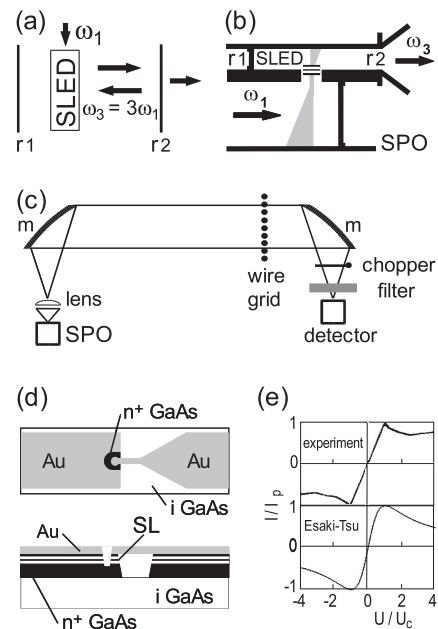 (a)
ω1
SLED
ω3 = 3ω1
r1
r2
(b)
r1
SLED
r2
ω3
ω1
SPO
(c)
m
m
lens
SPO
wire
grid
chopper
filter
detector
(d)
n+ GaAs
Au
Au
i GaAs
Au
SL
n+ GaAs
i GaAs
(e)
I / Ip
1
experiment
0
1
Esaki-Tsu
0
-1
-4 -2 0 2 4
U / Uc